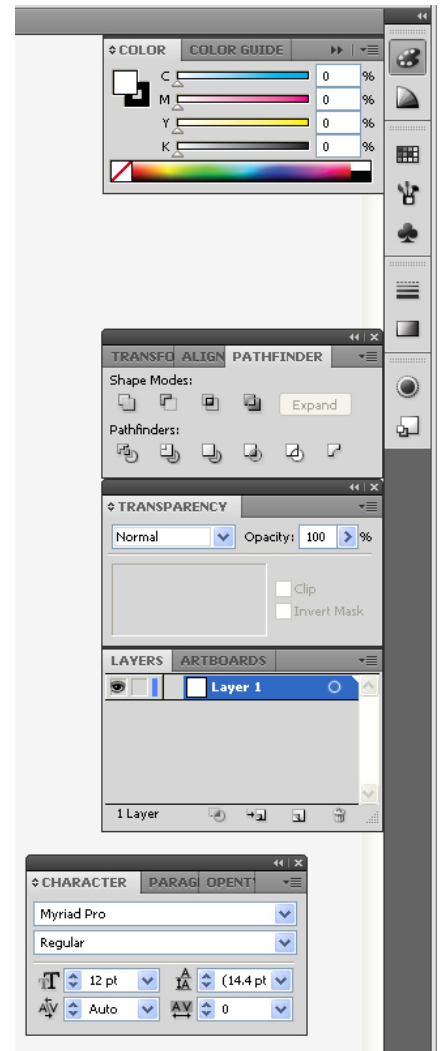 COLOR COLOR GUIDE
C 0 %
M 0 %
Y 0 %
K 0 %
TRANSFO ALIGN PATHFINDER
Shape Modes:
Expand
Pathfinders:
TRANSPARENCY
Normal Opacity: 100 %
Clip
Invert Mask
LAYERS ARTBOARDS
Layer 1
1 Layer
CHARACTER PARAG OPENT
Myriad Pro
Regular
12 pt (14.4 pt
Auto 0